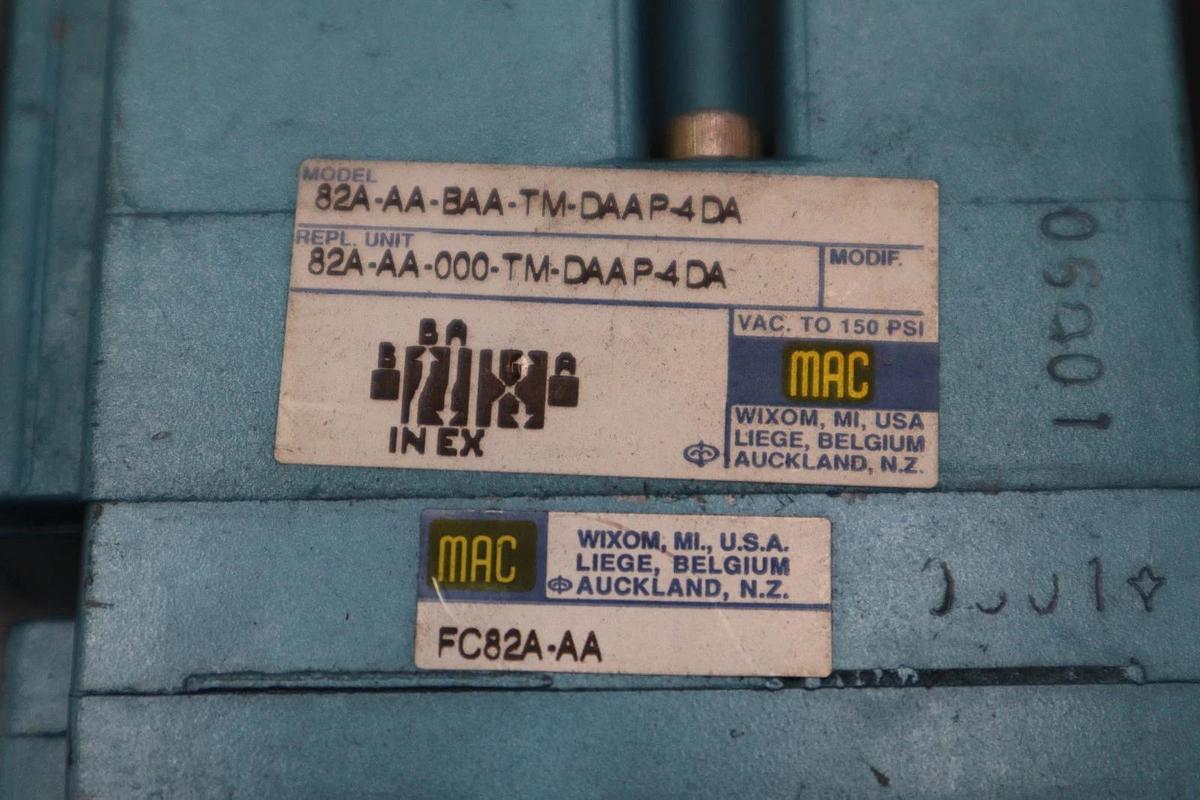 MODEL
82A-AA-BAA-TM-DAAP-4DA
REPL. UNIT
82A-AA-000-TM-DAAP-4DA
MODIF.
B A
B
A
IN EX
VAC. TO 150 PSI
MAC
WIXOM, MI, USA
LIEGE, BELGIUM
AUCKLAND, N.Z.
MAC
WIXOM, MI., U.S.A.
LIEGE, BELGIUM
AUCKLAND, N.Z.
FC82A-AA